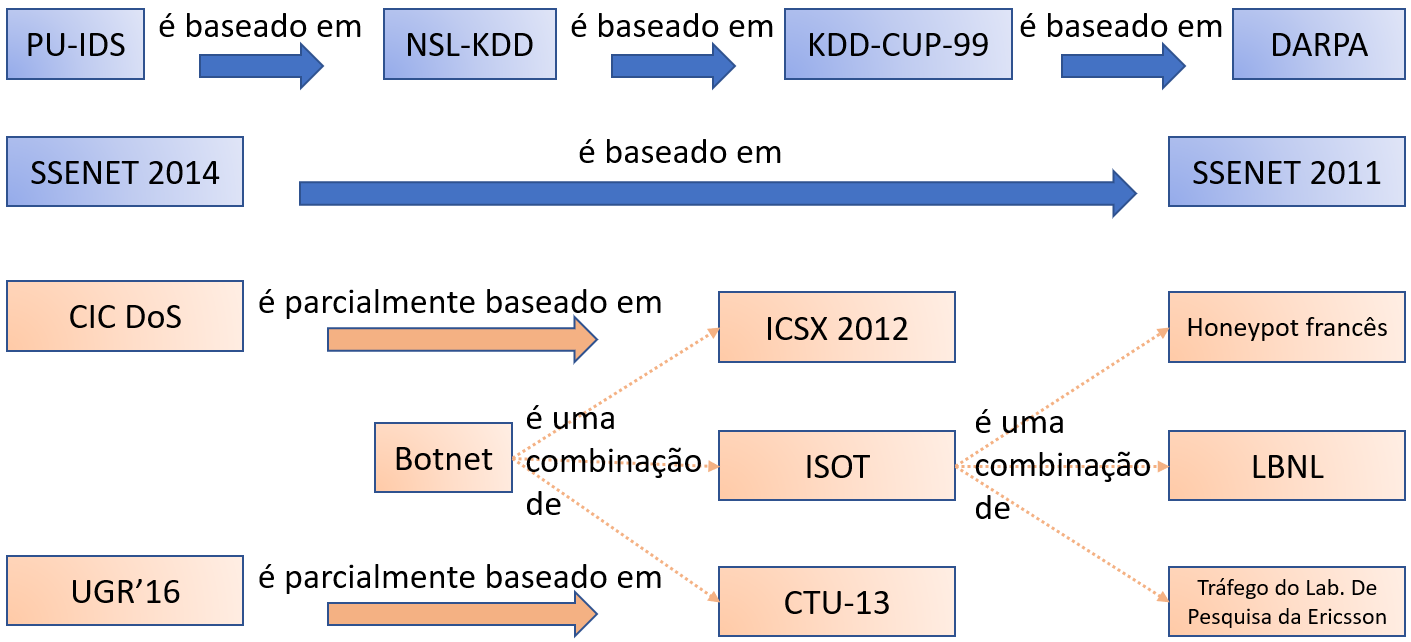 PU-IDS é baseado em NSL-KDD é baseado em KDD-CUP-99 é baseado em DARPA
SSENET 2014 é baseado em SSENET 2011
CIC DoS é parcialmente baseado em ICSX 2012 Honeypot francês
Botnet
é uma
combinação
de
ISOT
é uma
combinação
de
LBNL
UGR’16 é parcialmente baseado em CTU-13
Tráfego do Lab. De
Pesquisa da Ericsson